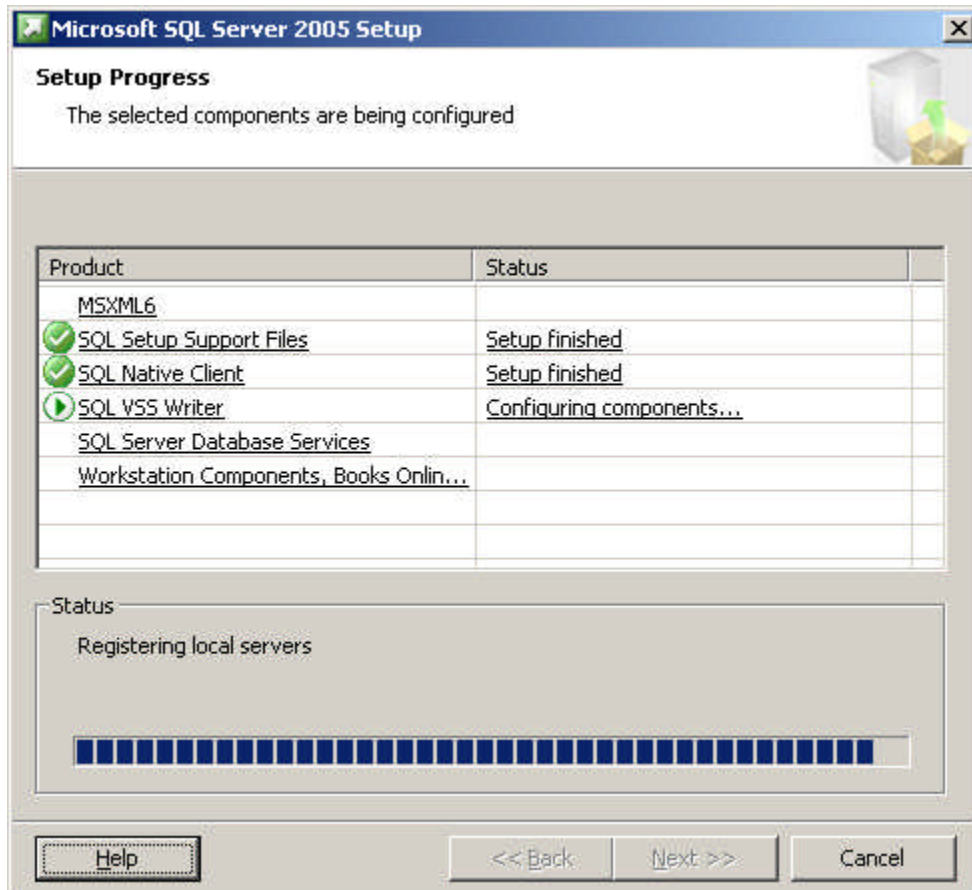 Microsoft SQL Server 2005 Setup
Setup Progress
The selected components are being configured
Product Status
MSXML6
SQL Setup Support Files Setup finished
SQL Native Client Setup finished
SQL VSS Writer Configuring components...
SQL Server Database Services
Workstation Components, Books Onlin...
Status
Registering local servers
Help << Back Next >> Cancel